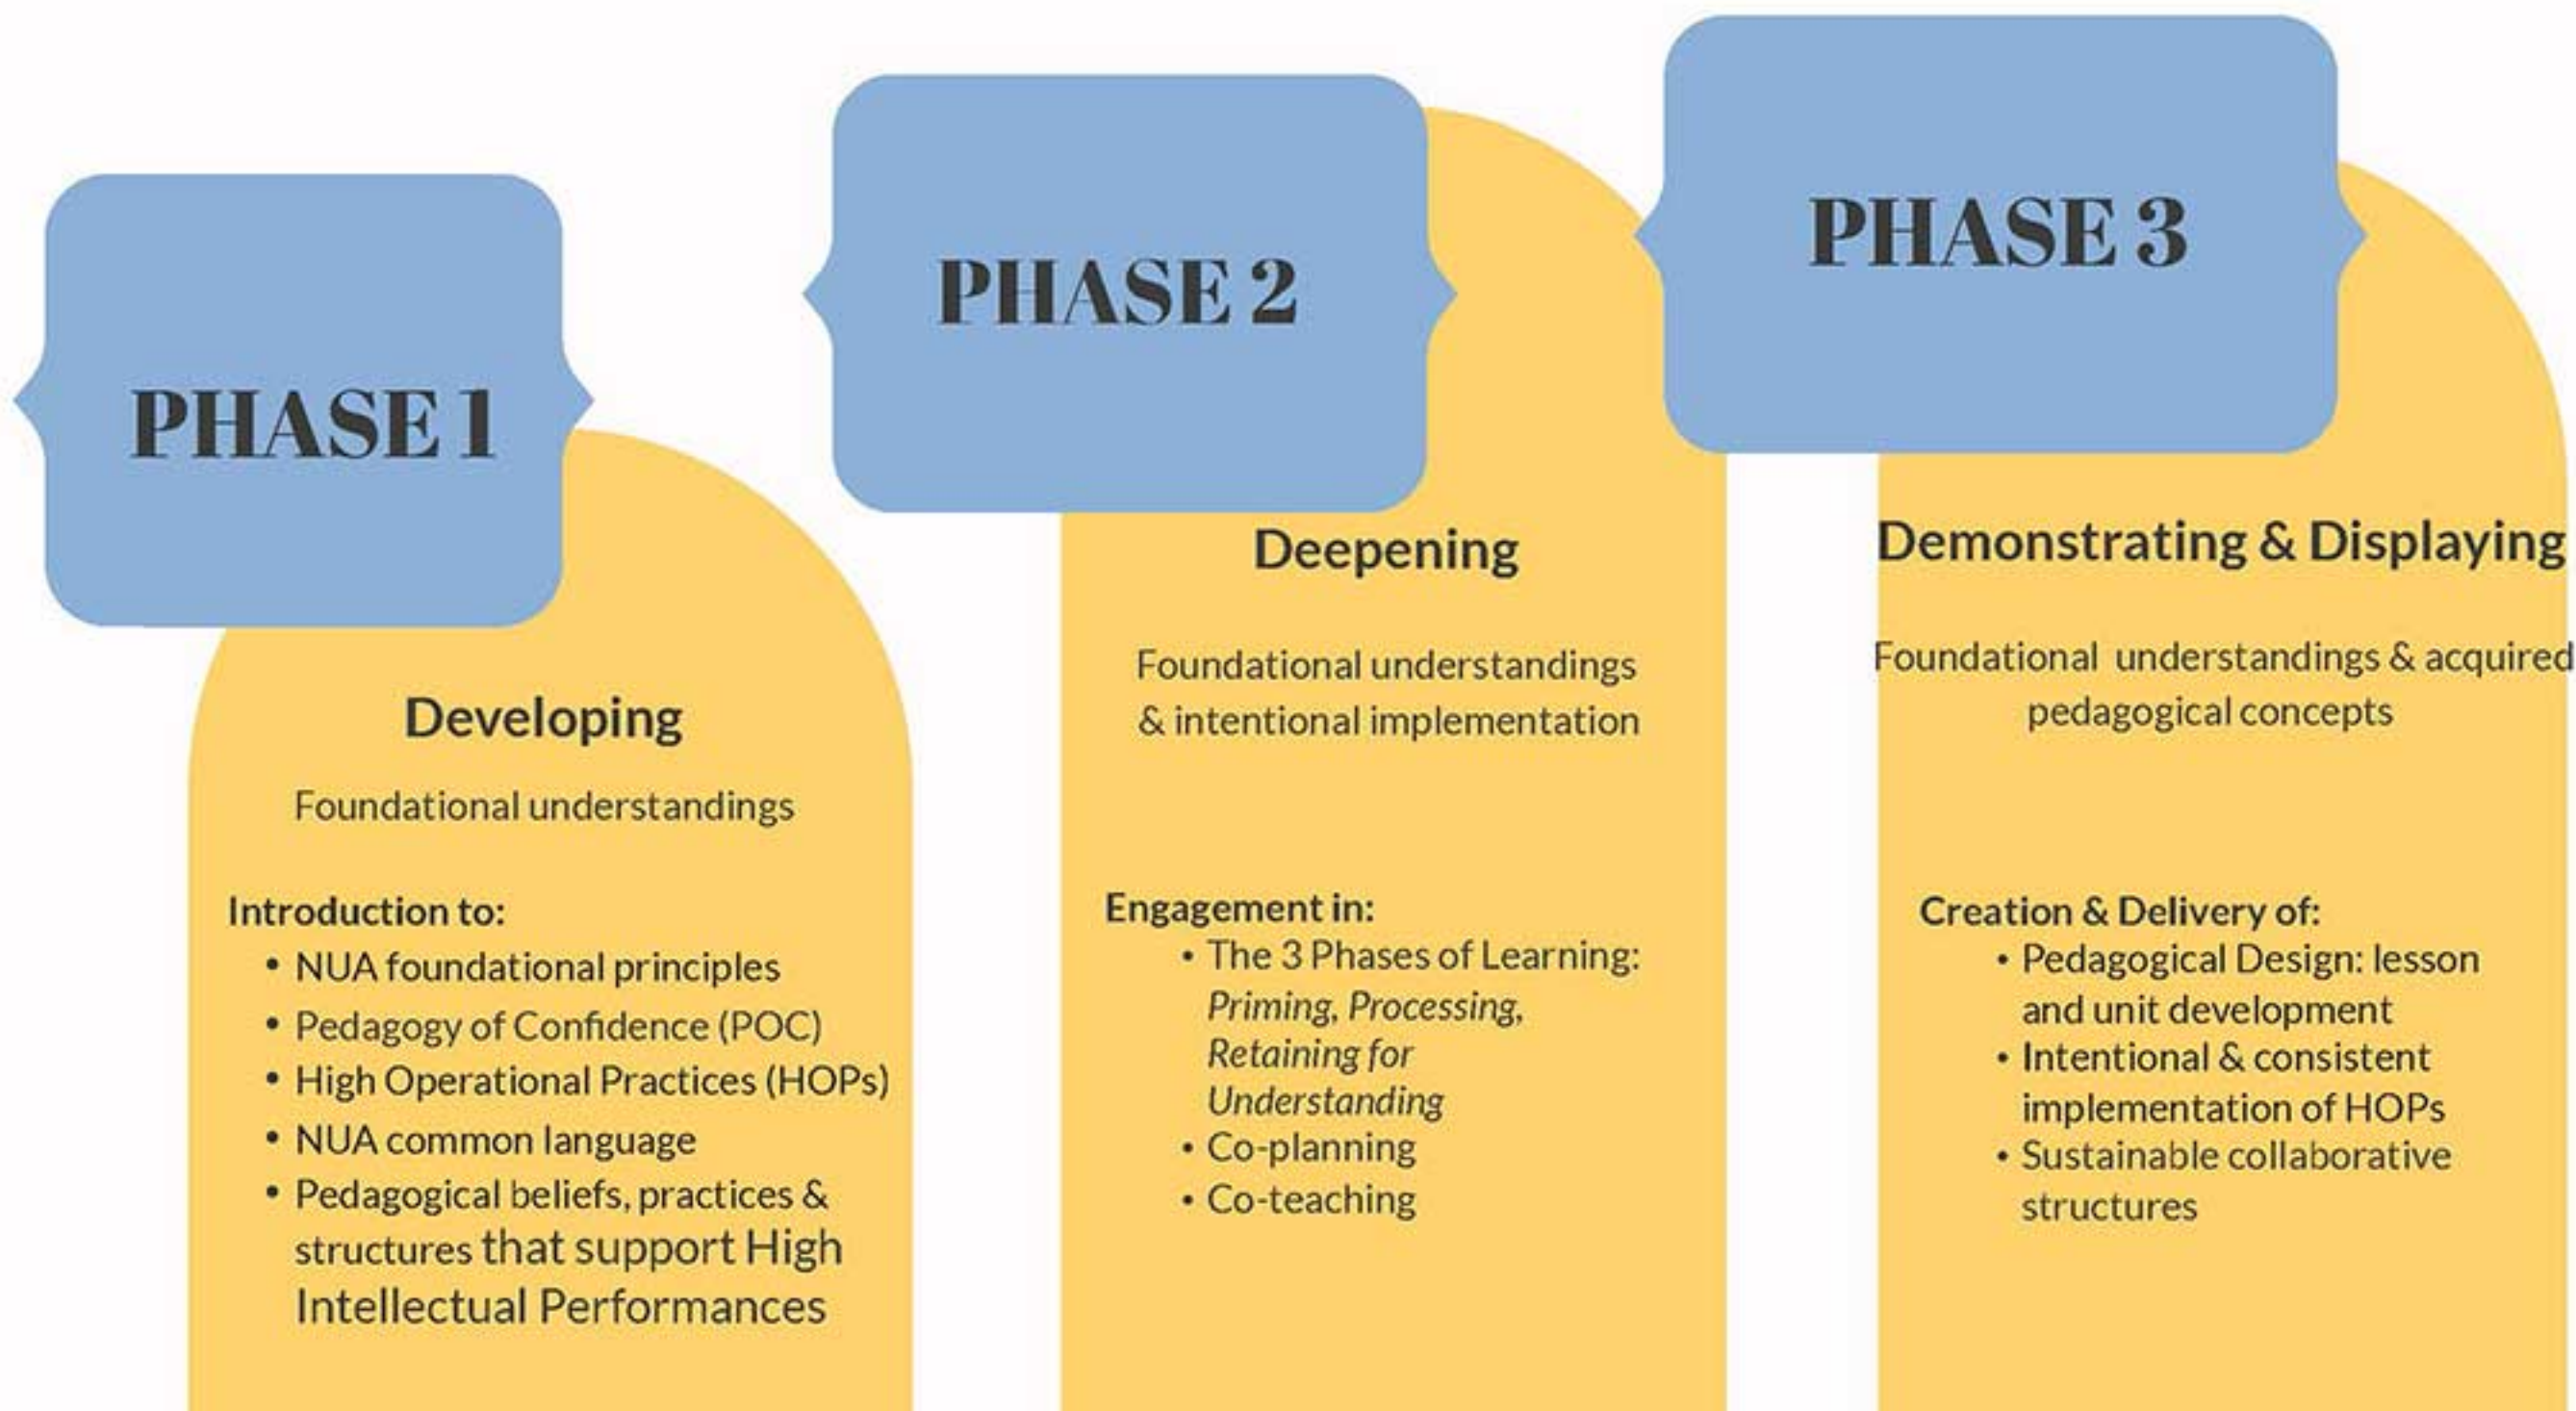 PHASE 1
Developing
Foundational understandings
Introduction to:
• NUA foundational principles
• Pedagogy of Confidence (POC)
• High Operational Practices (HOPs)
• NUA common language
• Pedagogical beliefs, practices &
structures that support High
Intellectual Performances
PHASE 2
Deepening
Foundational understandings
& intentional implementation
Engagement in:
• The 3 Phases of Learning:
Priming, Processing,
Retaining for
Understanding
• Co-planning
• Co-teaching
PHASE 3
Demonstrating & Displaying
Foundational understandings & acquired
pedagogical concepts
Creation & Delivery of:
• Pedagogical Design: lesson
and unit development
• Intentional & consistent
implementation of HOPs
• Sustainable collaborative
structures